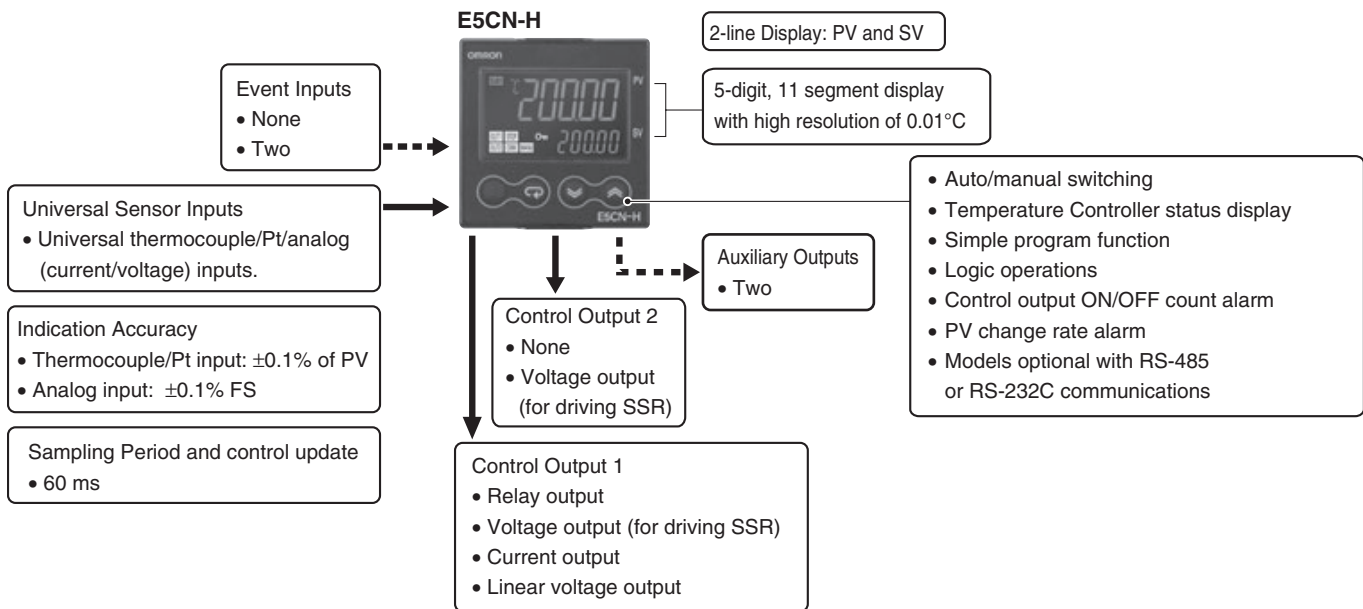 E5CN-H
2-line Display: PV and SV
omron
PV
°C
200.00
SV
200.00
E5CN-H
5-digit, 11 segment display
with high resolution of 0.01°C
Event Inputs
• None
• Two
Universal Sensor Inputs
• Universal thermocouple/Pt/analog
(current/voltage) inputs.
Indication Accuracy
• Thermocouple/Pt input: ±0.1% of PV
• Analog input: ±0.1% FS
Sampling Period and control update
• 60 ms
Control Output 2
• None
• Voltage output
(for driving SSR)
Auxiliary Outputs
• Two
Control Output 1
• Relay output
• Voltage output (for driving SSR)
• Current output
• Linear voltage output
• Auto/manual switching
• Temperature Controller status display
• Simple program function
• Logic operations
• Control output ON/OFF count alarm
• PV change rate alarm
• Models optional with RS-485
or RS-232C communications